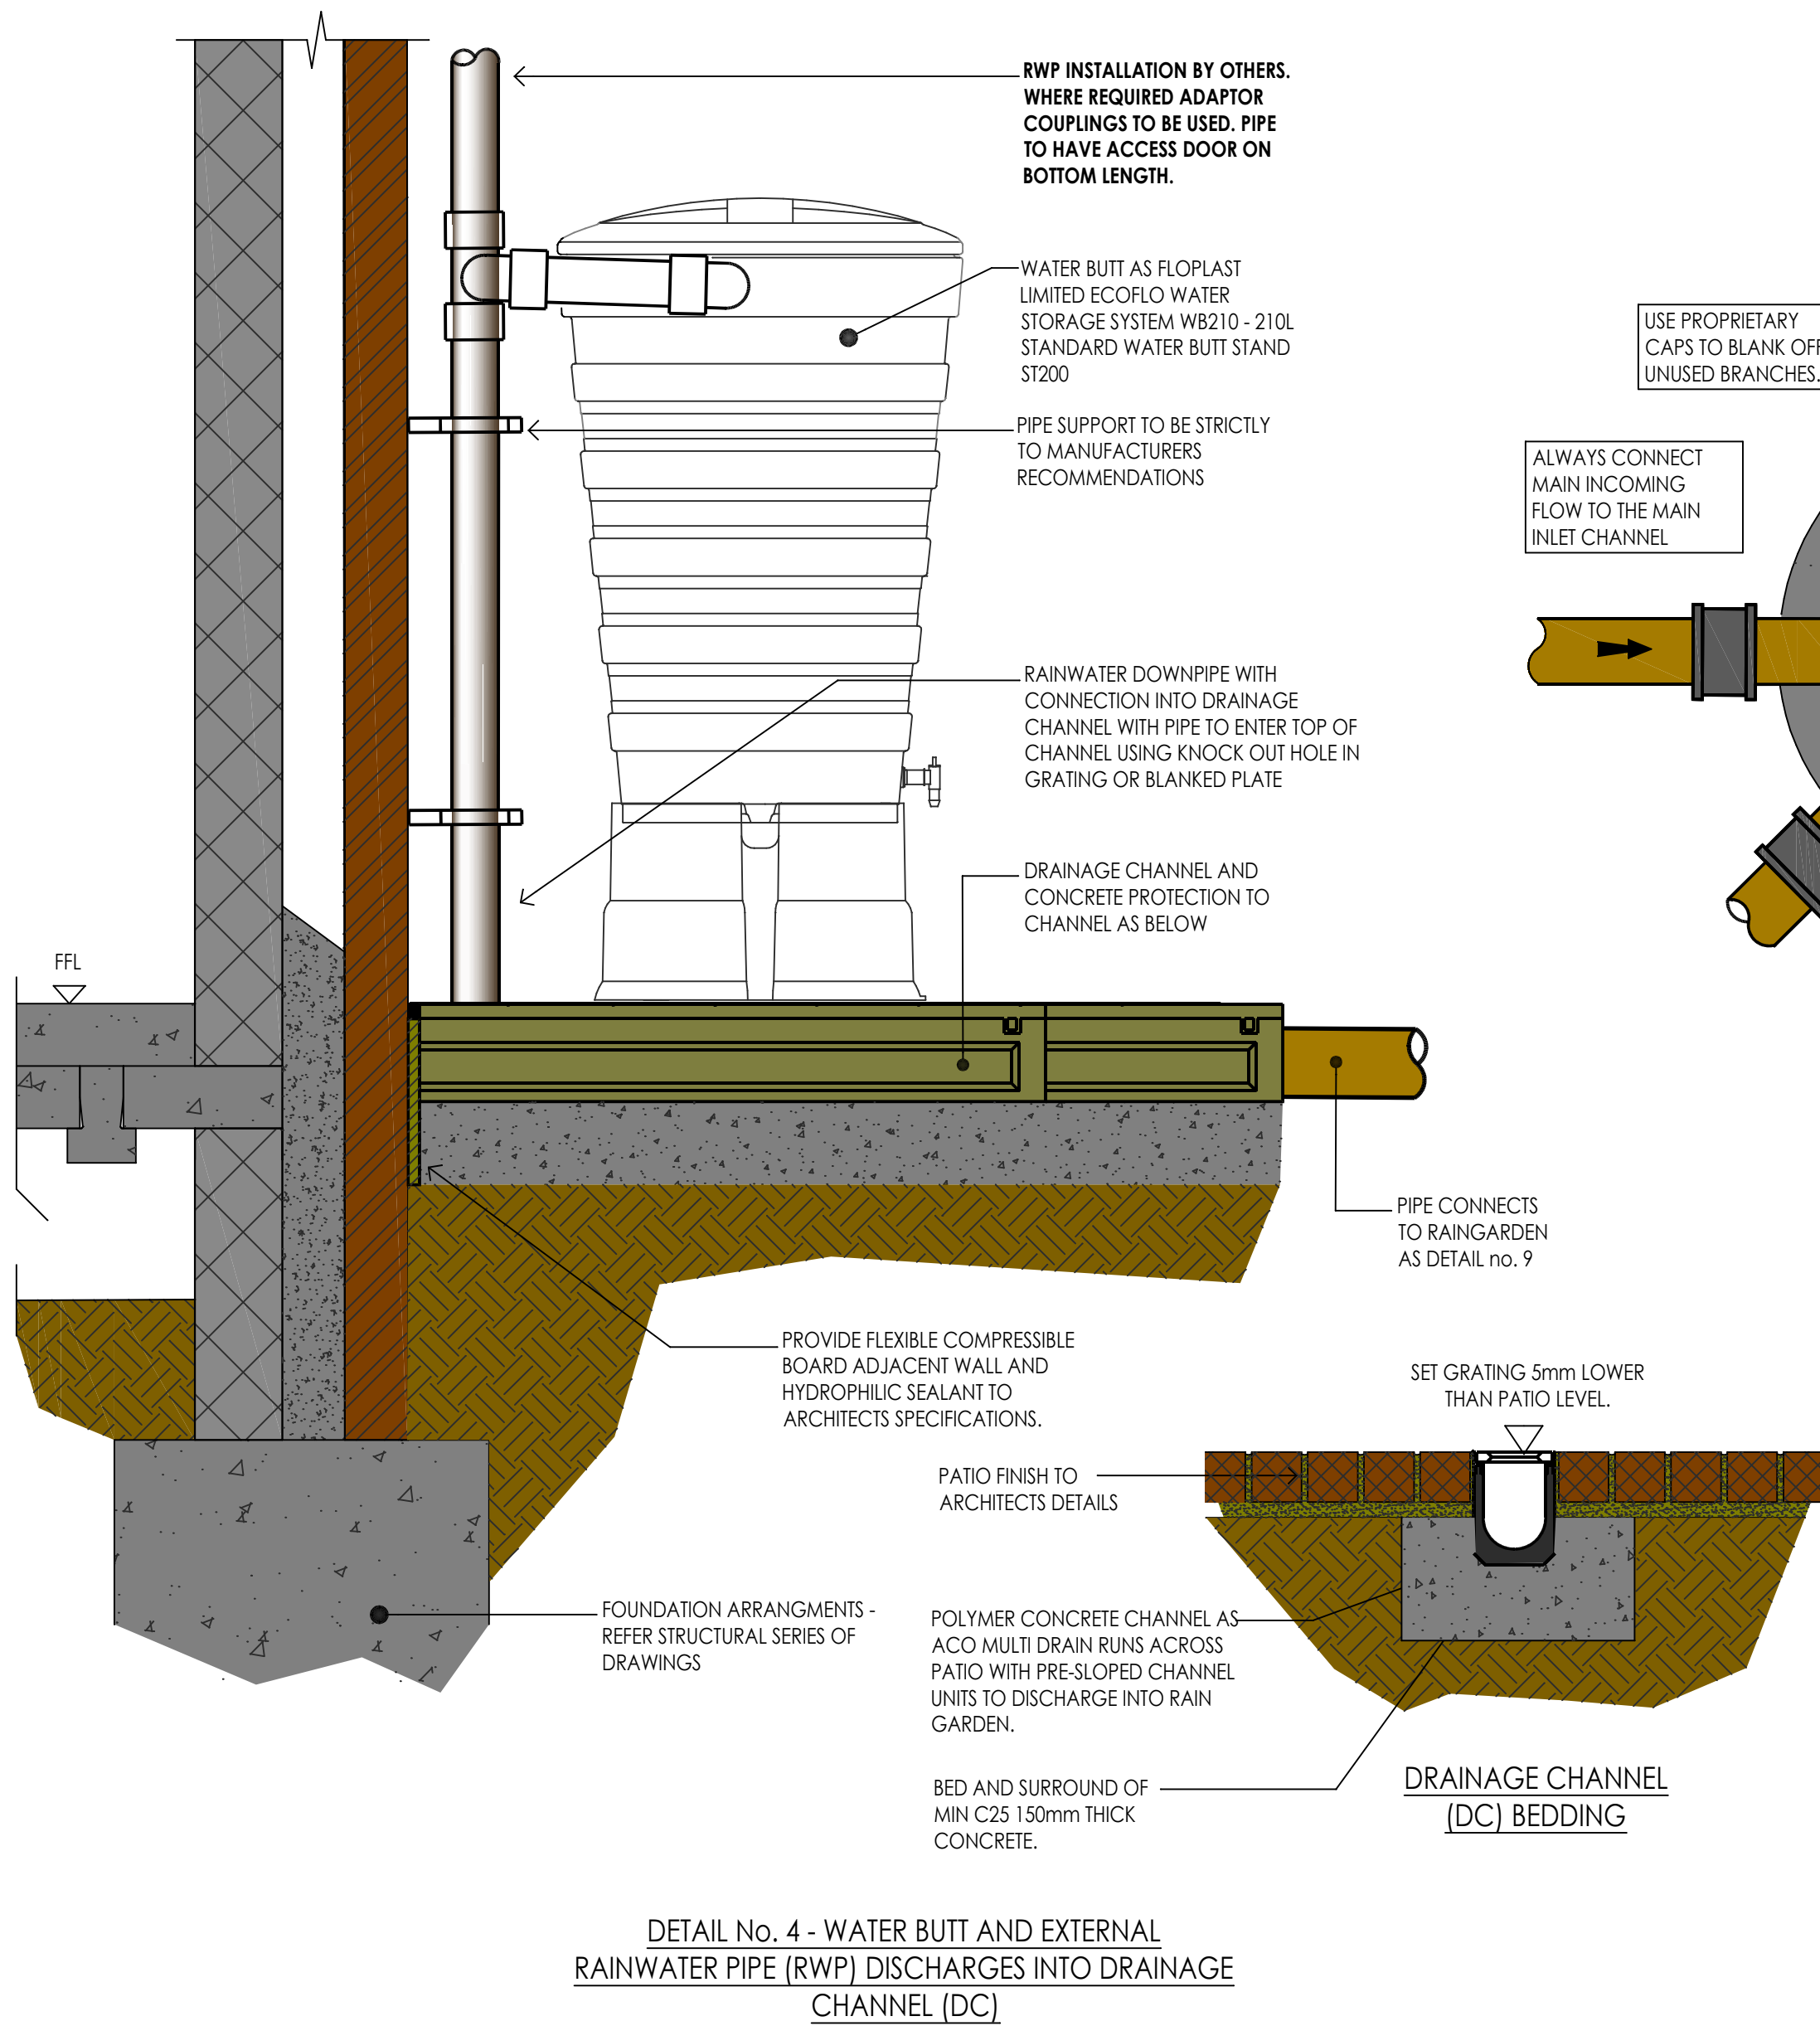 RWP INSTALLATION BY OTHERS.
WHERE REQUIRED ADAPTOR
COUPLINGS TO BE USED. PIPE
TO HAVE ACCESS DOOR ON
BOTTOM LENGTH.
WATER BUTT AS FLOPLAST
LIMITED ECOFLO WATER
STORAGE SYSTEM WB210 - 210L
STANDARD WATER BUTT STAND
ST200
PIPE SUPPORT TO BE STRICTLY
TO MANUFACTURERS
RECOMMENDATIONS
USE PROPRIETARY
CAPS TO BLANK OFF
UNUSED BRANCHES.
ALWAYS CONNECT
MAIN INCOMING
FLOW TO THE MAIN
INLET CHANNEL
RAINWATER DOWNPIPE WITH
CONNECTION INTO DRAINAGE
CHANNEL WITH PIPE TO ENTER TOP OF
CHANNEL USING KNOCK OUT HOLE IN
GRATING OR BLANKED PLATE
DRAINAGE CHANNEL AND
CONCRETE PROTECTION TO
CHANNEL AS BELOW
FFL
PIPE CONNECTS
TO RAINGARDEN
AS DETAIL no. 9
PROVIDE FLEXIBLE COMPRESSIBLE
BOARD ADJACENT WALL AND
HYDROPHILIC SEALANT TO
ARCHITECTS SPECIFICATIONS.
SET GRATING 5mm LOWER
THAN PATIO LEVEL.
PATIO FINISH TO
ARCHITECTS DETAILS
FOUNDATION ARRANGMENTS -
REFER STRUCTURAL SERIES OF
DRAWINGS
POLYMER CONCRETE CHANNEL AS
ACO MULTI DRAIN RUNS ACROSS
PATIO WITH PRE-SLOPED CHANNEL
UNITS TO DISCHARGE INTO RAIN
GARDEN.
BED AND SURROUND OF
MIN C25 150mm THICK
CONCRETE.
DRAINAGE CHANNEL
(DC) BEDDING
DETAIL No. 4 - WATER BUTT AND EXTERNAL
RAINWATER PIPE (RWP) DISCHARGES INTO DRAINAGE
CHANNEL (DC)